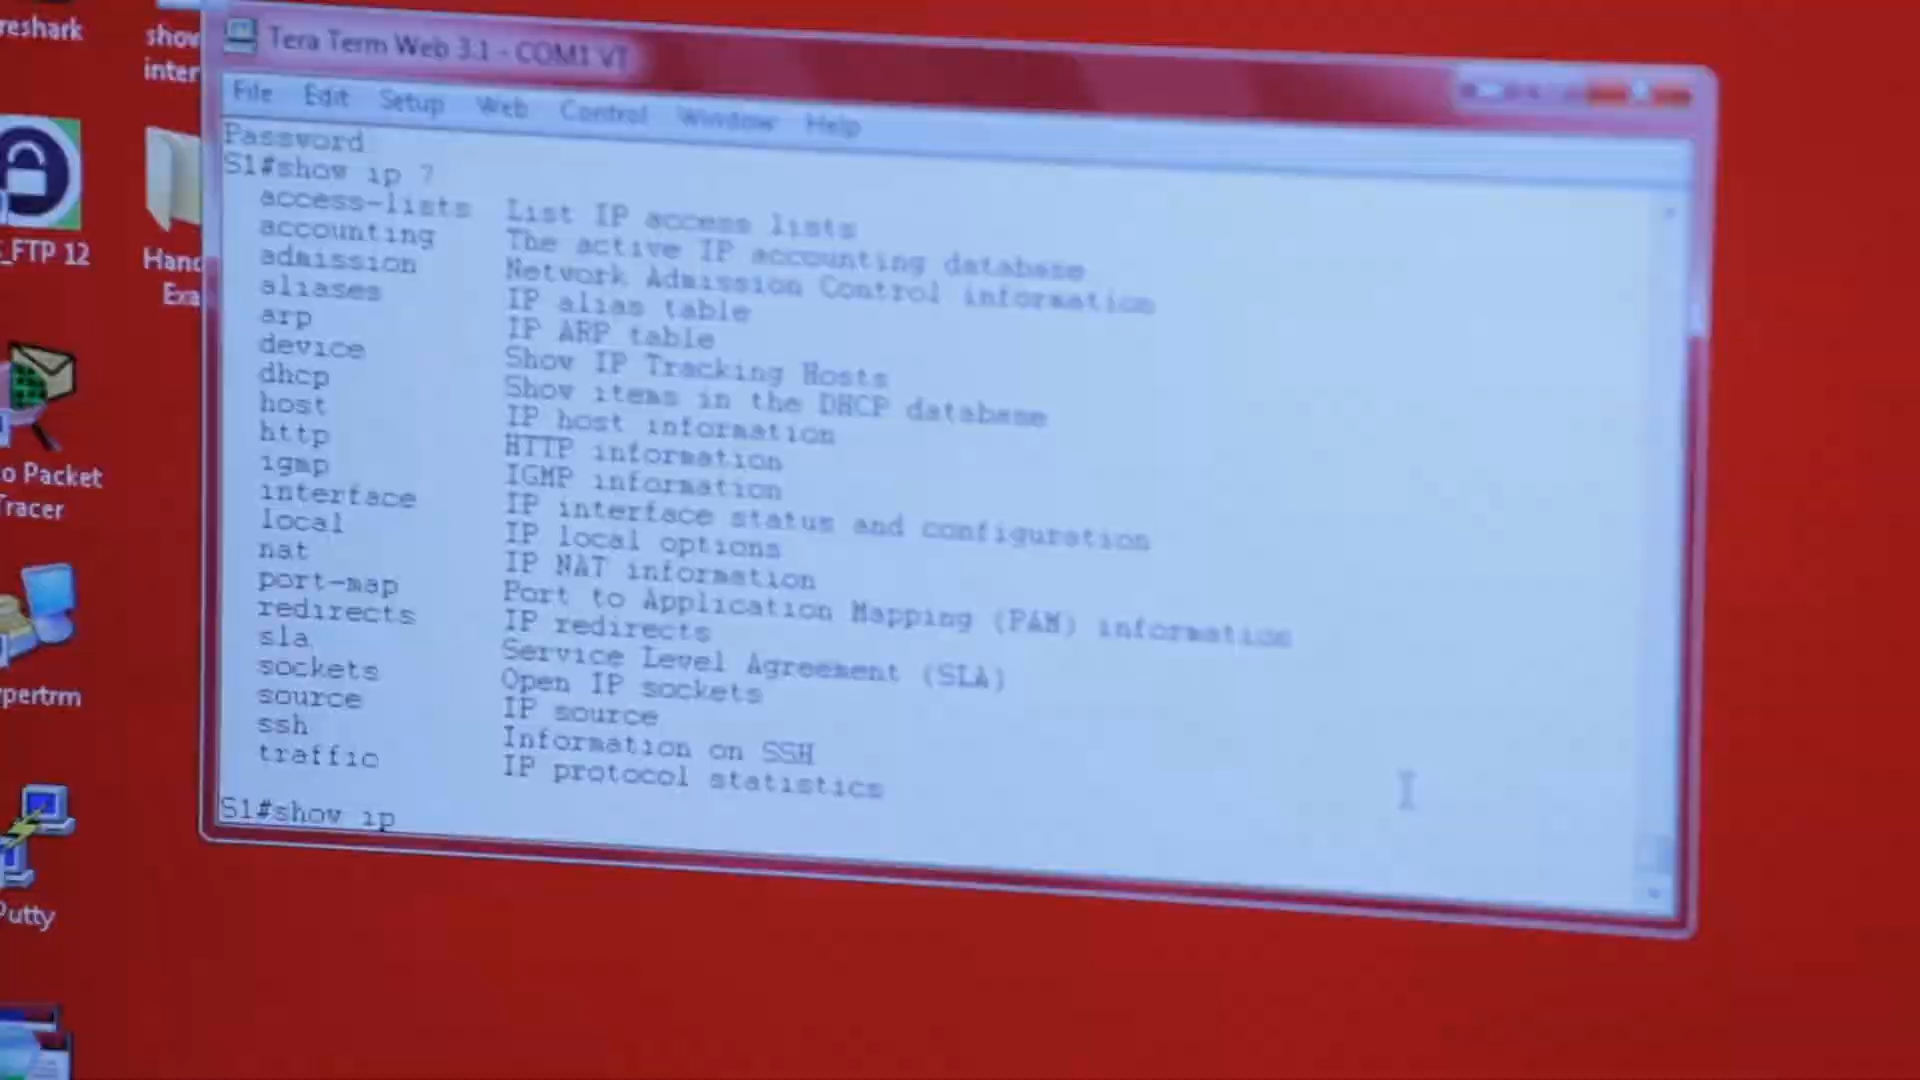 reshark
show
inter
_FTP 12
Hand
Exa
o Packet
Tracer
pertrm
Putty
Tera Term Web 3.1 - COM1 VT
File Edit Setup Web Control Window Help
Password
S1#show ip ?
access-lists List IP access lists
accounting The active IP accounting database
admission Network Admission Control information
aliases IP alias table
arp IP ARP table
device Show IP Tracking Hosts
dhcp Show items in the DHCP database
host IP host information
http HTTP information
igmp IGMP information
interface IP interface status and configuration
local IP local options
nat IP NAT information
port-map Port to Application Mapping (PAM) information
redirects IP redirects
sla Service Level Agreement (SLA)
sockets Open IP sockets
source IP source
ssh Information on SSH
traffic IP protocol statistics
S1#show ip